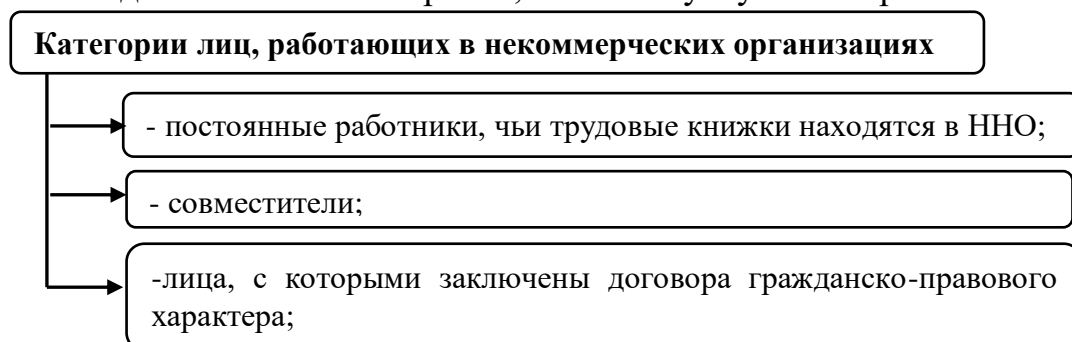 Категории лиц, работающих в некоммерческих организациях
- постоянные работники, чьи трудовые книжки находятся в ННО;
- совместители;
-лица, с которыми заключены договора гражданско-правового
характера;